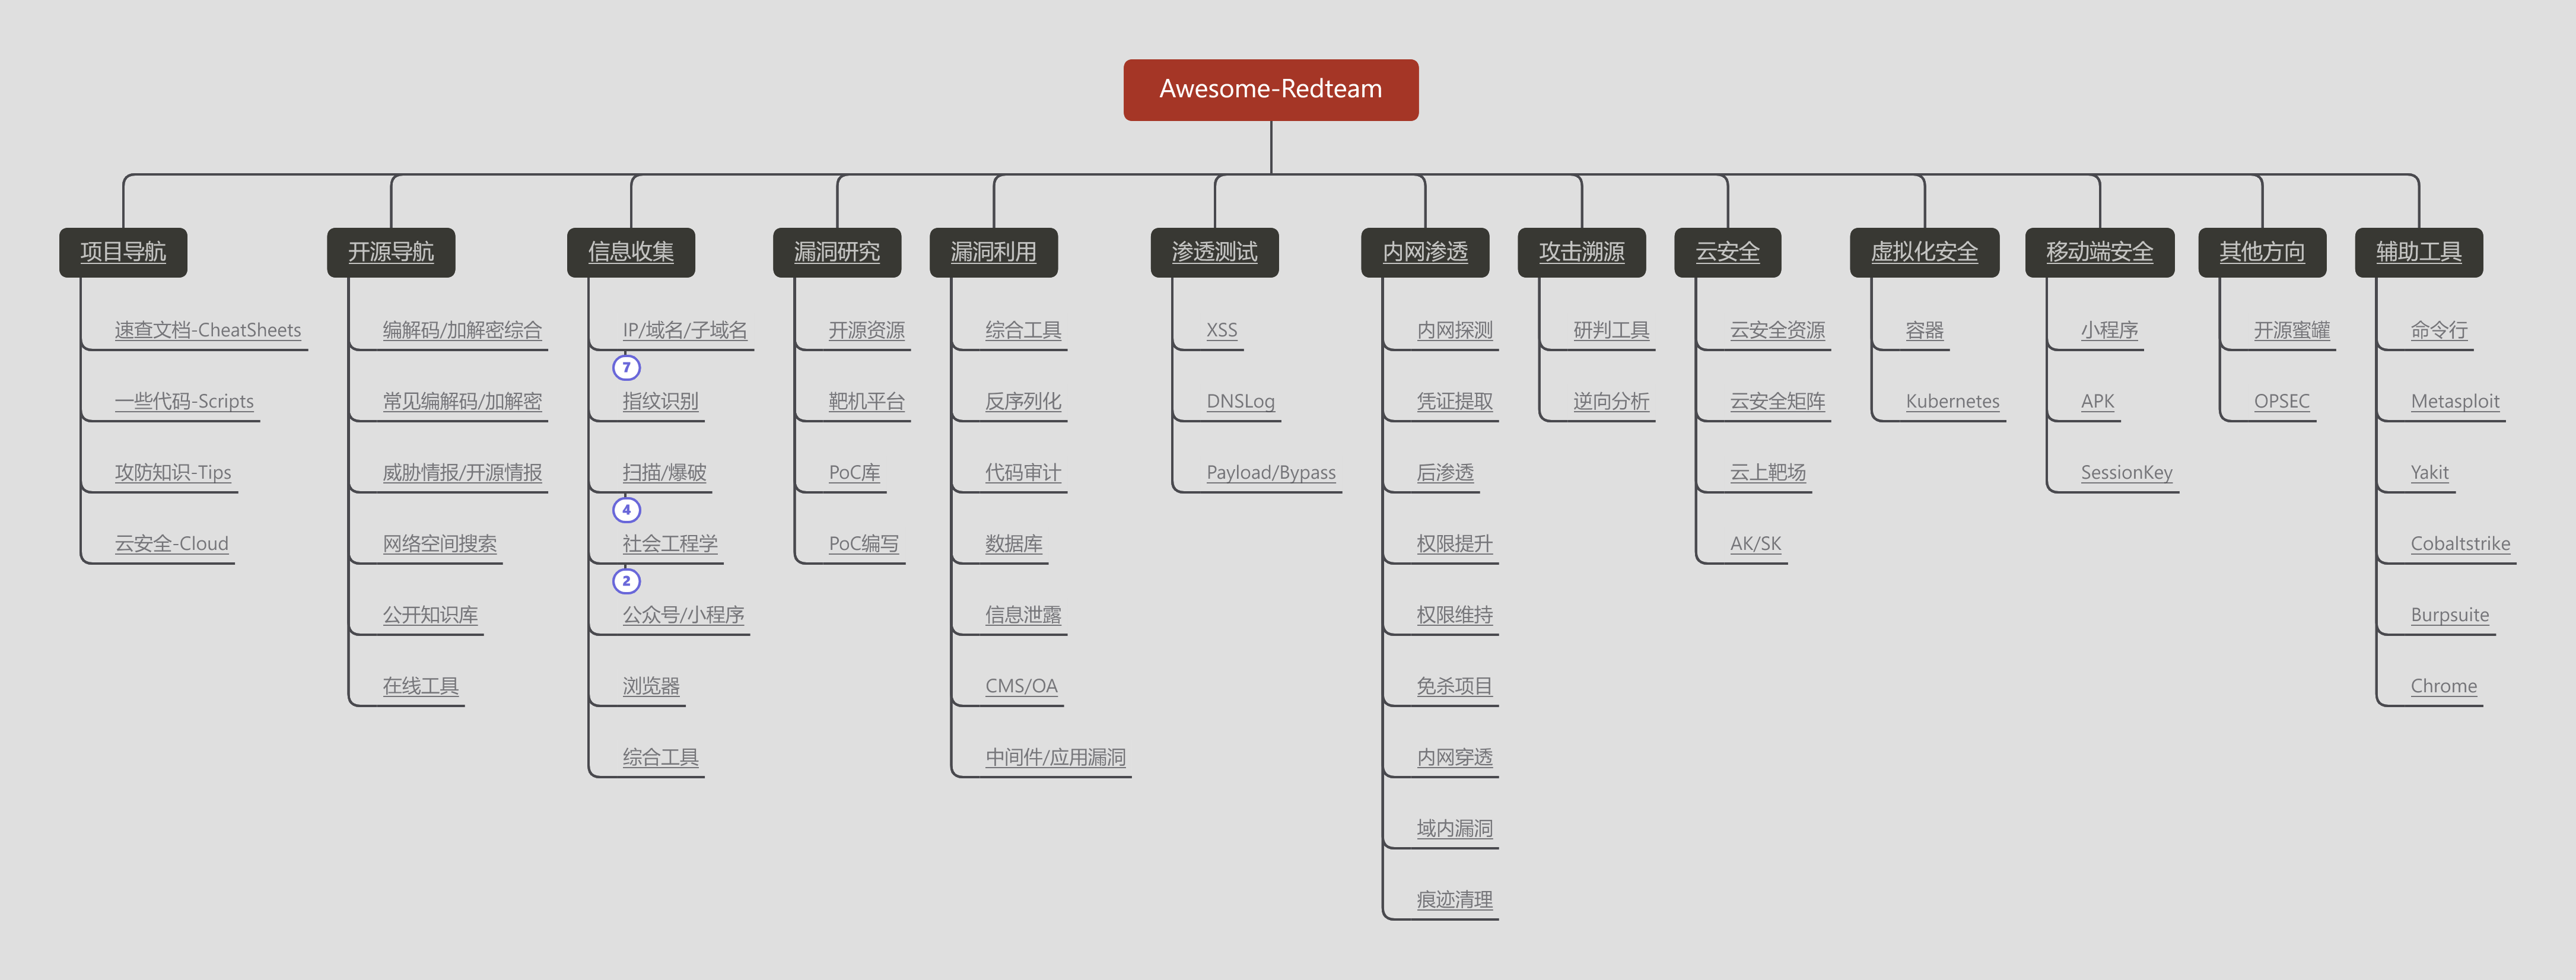 Awesome-Redteam
项目导航
速查文档-CheatSheets
一些代码-Scripts
攻防知识-Tips
云安全-Cloud
开源导航
编解码/加解密综合
常见编解码/加解密
威胁情报/开源情报
网络空间搜索
公开知识库
在线工具
信息收集
IP/域名/子域名
7
指纹识别
扫描/爆破
4
社会工程学
2
公众号/小程序
浏览器
综合工具
漏洞研究
开源资源
靶机平台
PoC库
PoC编写
漏洞利用
综合工具
反序列化
代码审计
数据库
信息泄露
CMS/OA
中间件/应用漏洞
渗透测试
XSS
DNSLog
Payload/Bypass
内网渗透
内网探测
凭证提取
后渗透
权限提升
权限维持
免杀项目
内网穿透
域内漏洞
痕迹清理
攻击溯源
研判工具
逆向分析
云安全
云安全资源
云安全矩阵
云上靶场
AK/SK
虚拟化安全
容器
Kubernetes
移动端安全
小程序
APK
SessionKey
其他方向
开源蜜罐
OPSEC
辅助工具
命令行
Metasploit
Yakit
Cobaltstrike
Burpsuite
Chrome